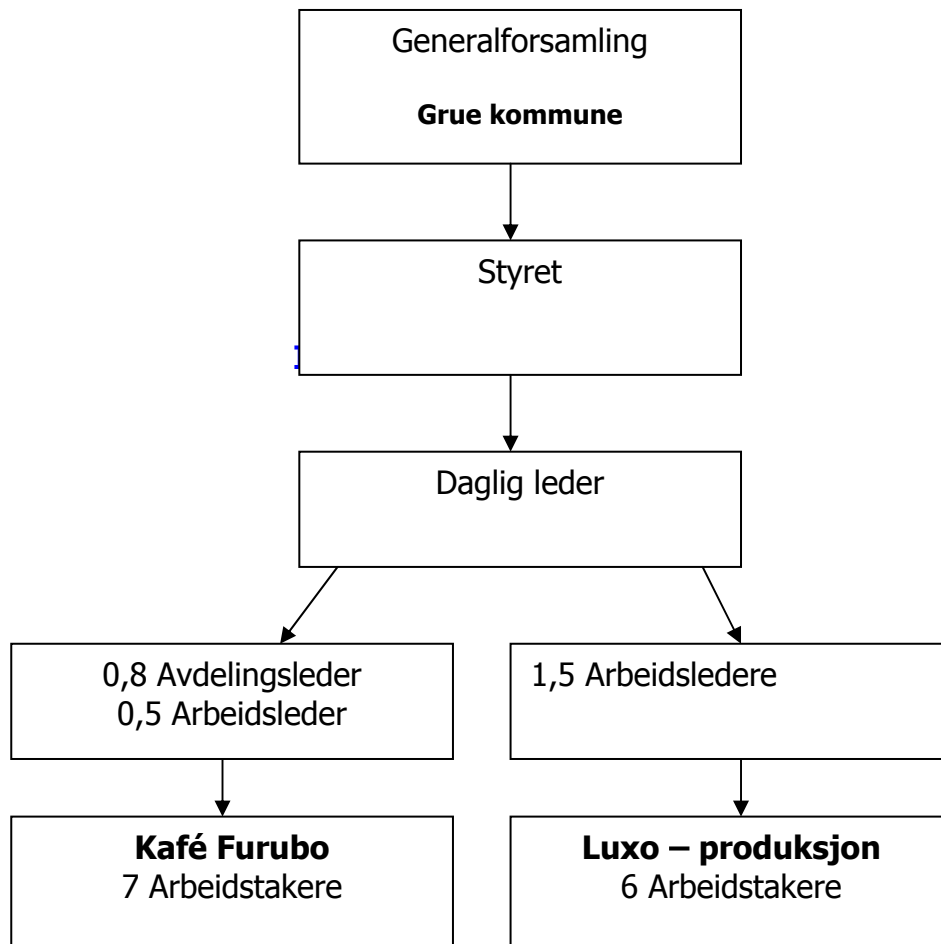 Generalforsamling
Grue kommune
Styret
Daglig leder
0,8 Avdelingsleder
0,5 Arbeidsleder
1,5 Arbeidsledere
Kafé Furubo
7 Arbeidstakere
Luxo – produksjon
6 Arbeidstakere